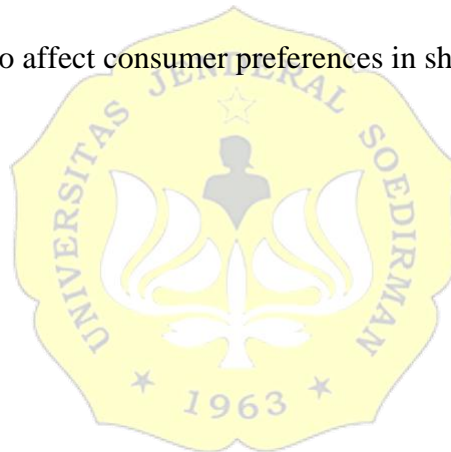 o affect consumer preferences in sh
UNIVERSITAS JENDERAL SOEDIRMAN
1963